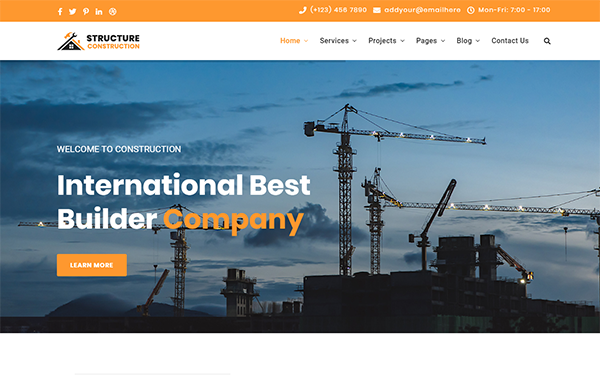 (+123) 456 7890 addyour@emailhere Mon-Fri: 7:00 - 17:00
STRUCTURE
CONSTRUCTION
Home Services Projects Pages Blog Contact Us
WELCOME TO CONSTRUCTION
International Best
Builder Company
LEARN MORE